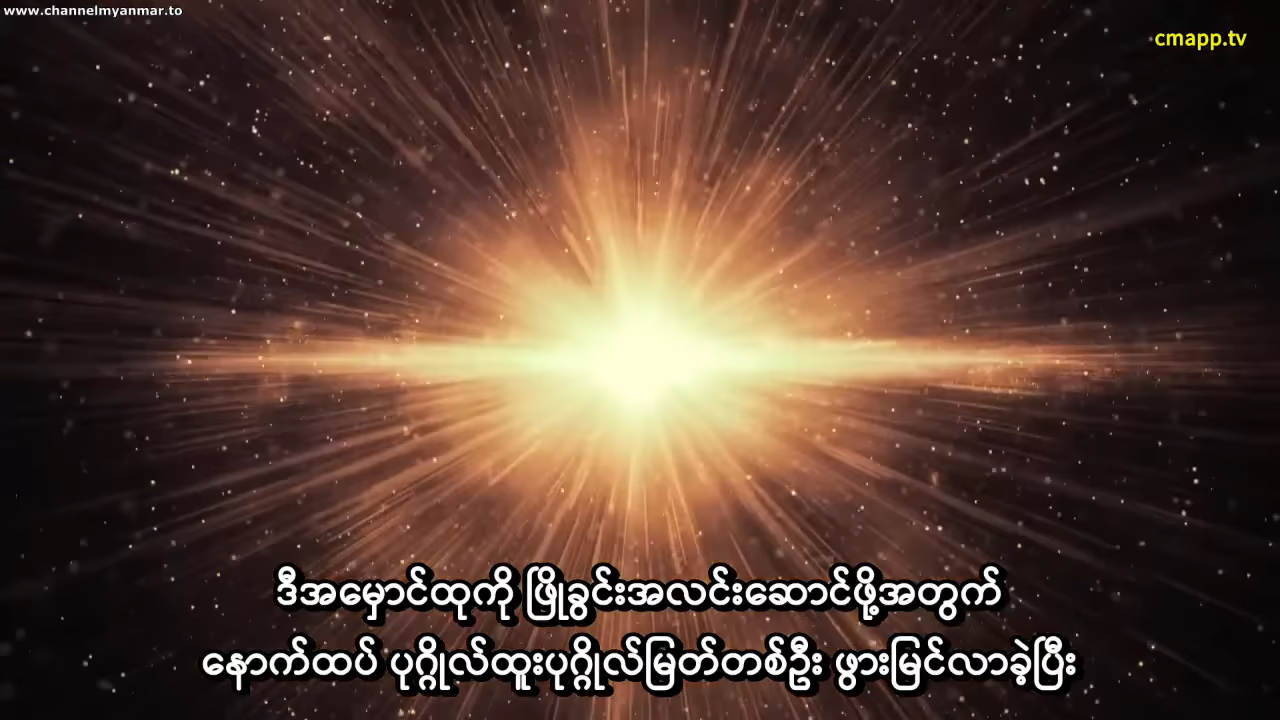 www.channelmyanmar.to
cmapp.tv
ဒီအမှောင်ထုကို ဖြိုခွင်းအလင်းဆောင်ဖို့အတွက်
နောက်ထပ် ပုဂ္ဂိုလ်ထူးပုဂ္ဂိုလ်မြတ်တစ်ဦး ဖွားမြင်လာခဲ့ပြီး